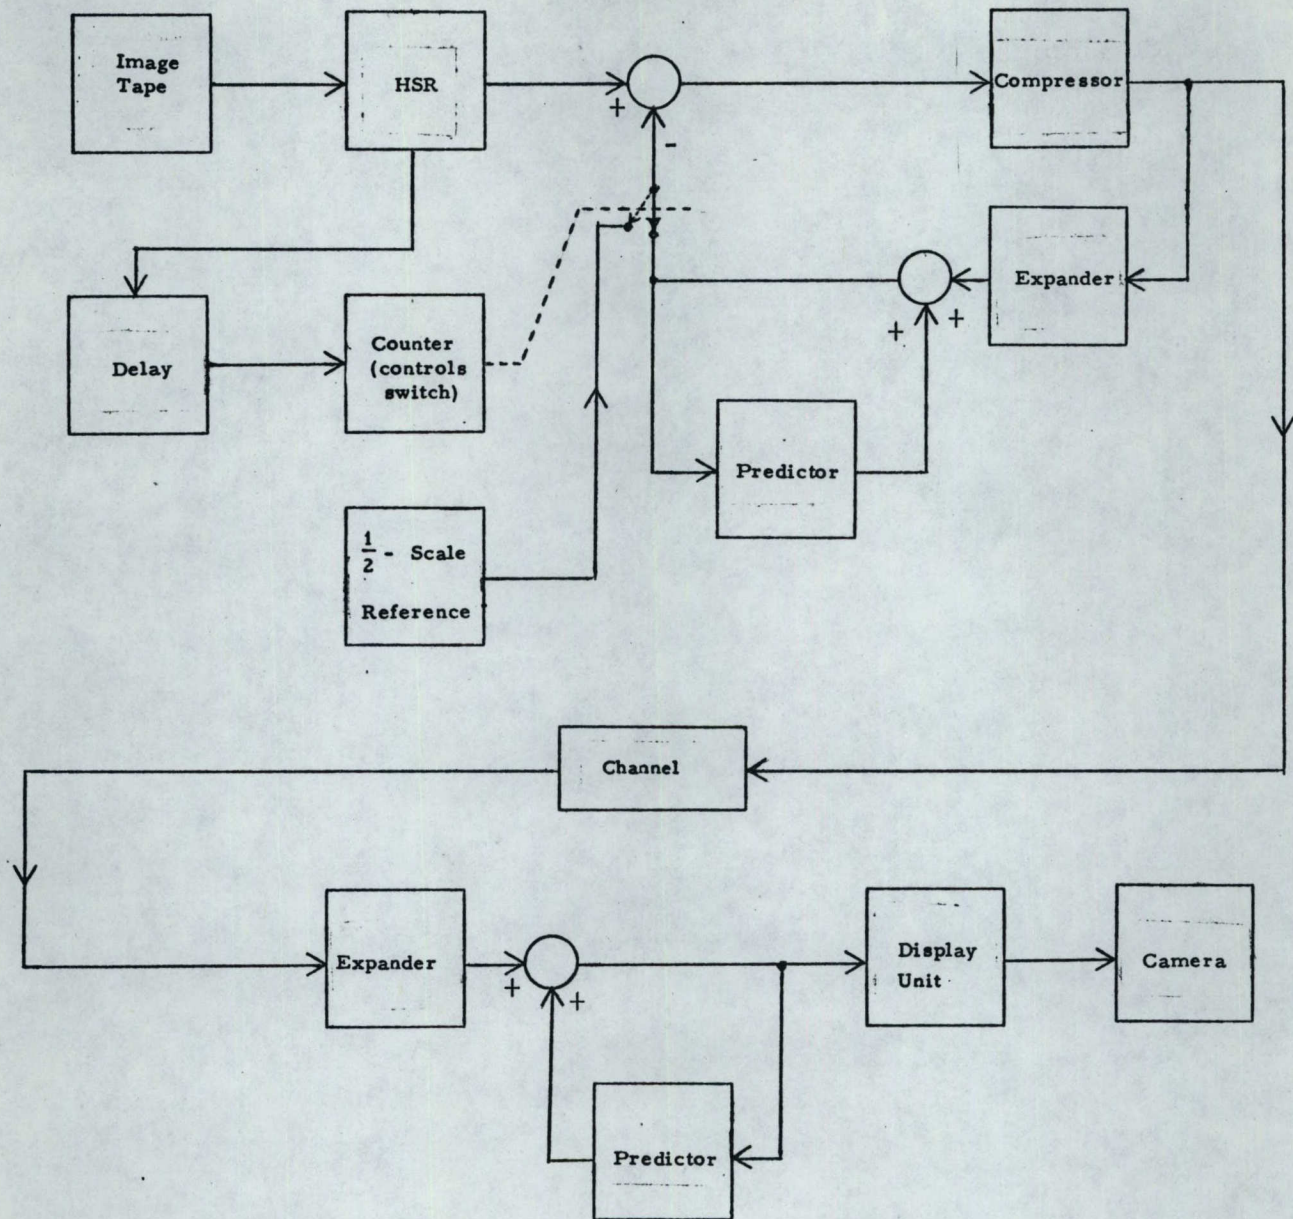 Image
Tape
HSR
Compressor
+
-
Expander
+
+
Delay
Counter
(controls
switch)
Predictor
1/2 - Scale
Reference
Channel
Expander
+
+
Display
Unit
Camera
Predictor